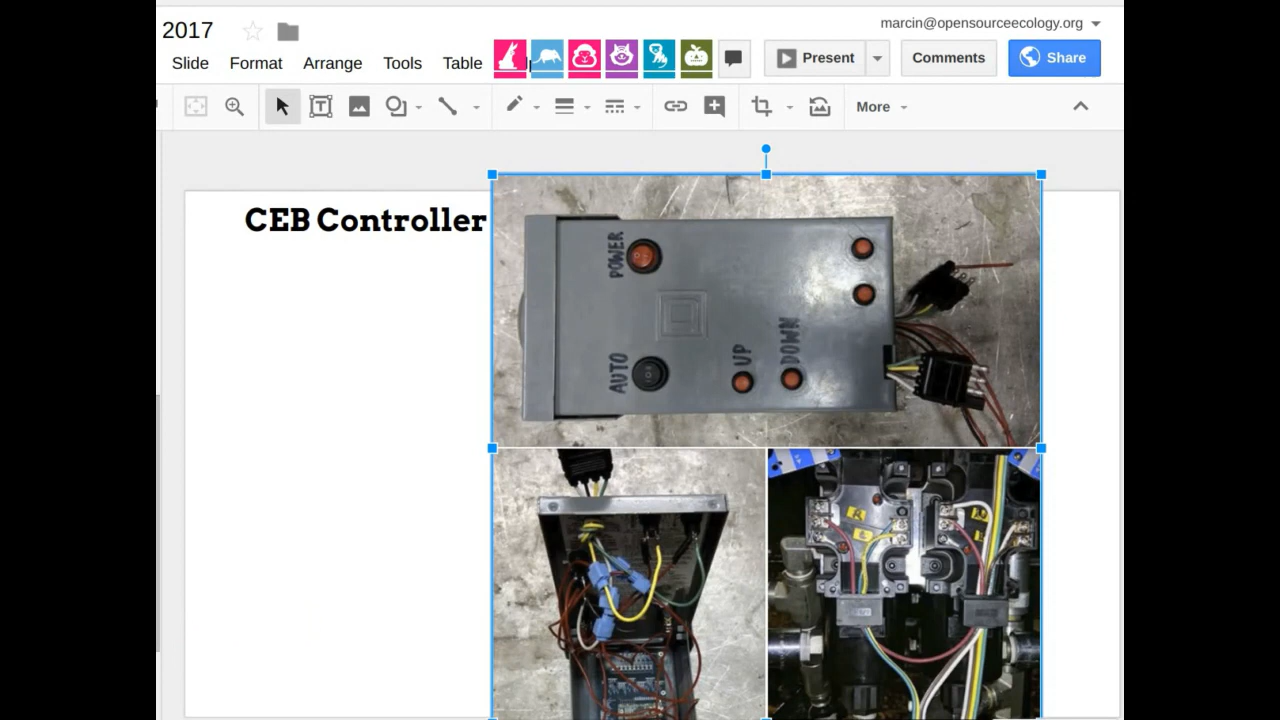 2017
marcin@opensourceecology.org
Slide Format Arrange Tools Table
Present
Comments
Share
More
CEB Controller
POWER
AUTO
UP
DOWN